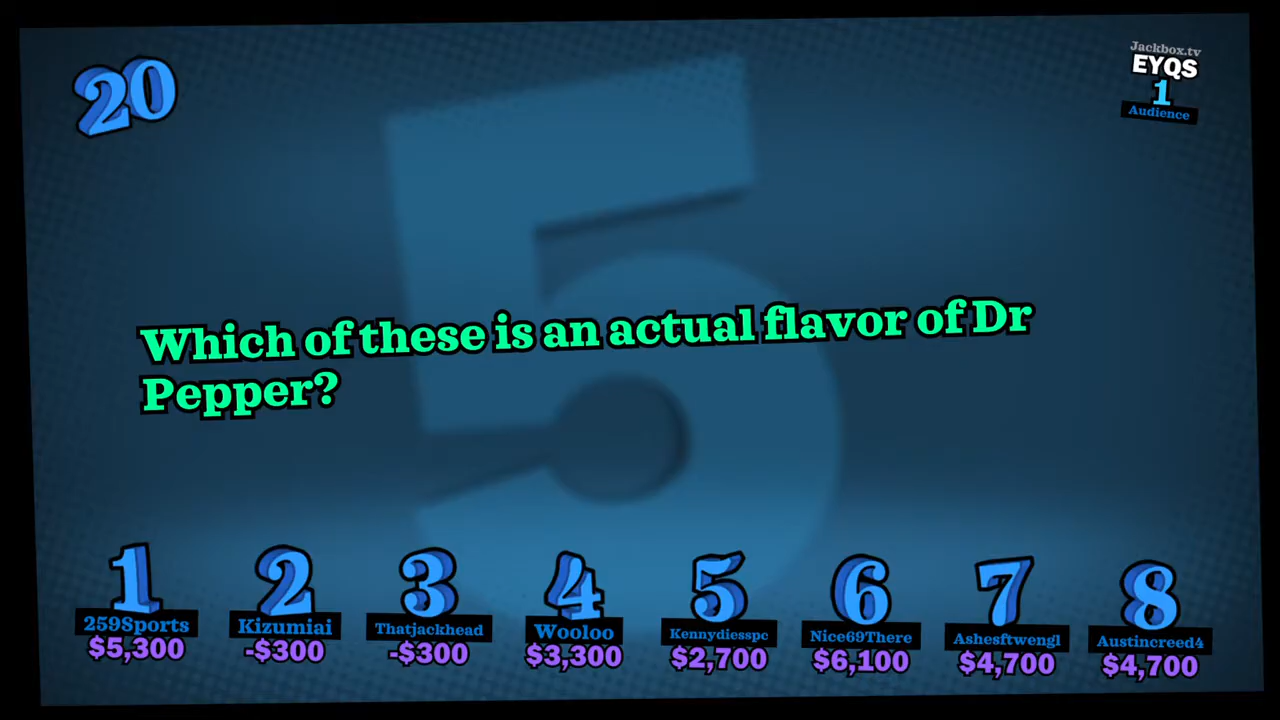 20
Jackbox.tv
EYQS
1
Audience
5
Which of these is an actual flavor of Dr
Pepper?
1 2 3 4 5 6 7 8
259Sports Kizumiai Thatjackhead Wooloo Kennydiesspc Nice69There Ashesftwengl Austincreed4
$5,300 -$300 -$300 $3,300 $2,700 $6,100 $4,700 $4,700